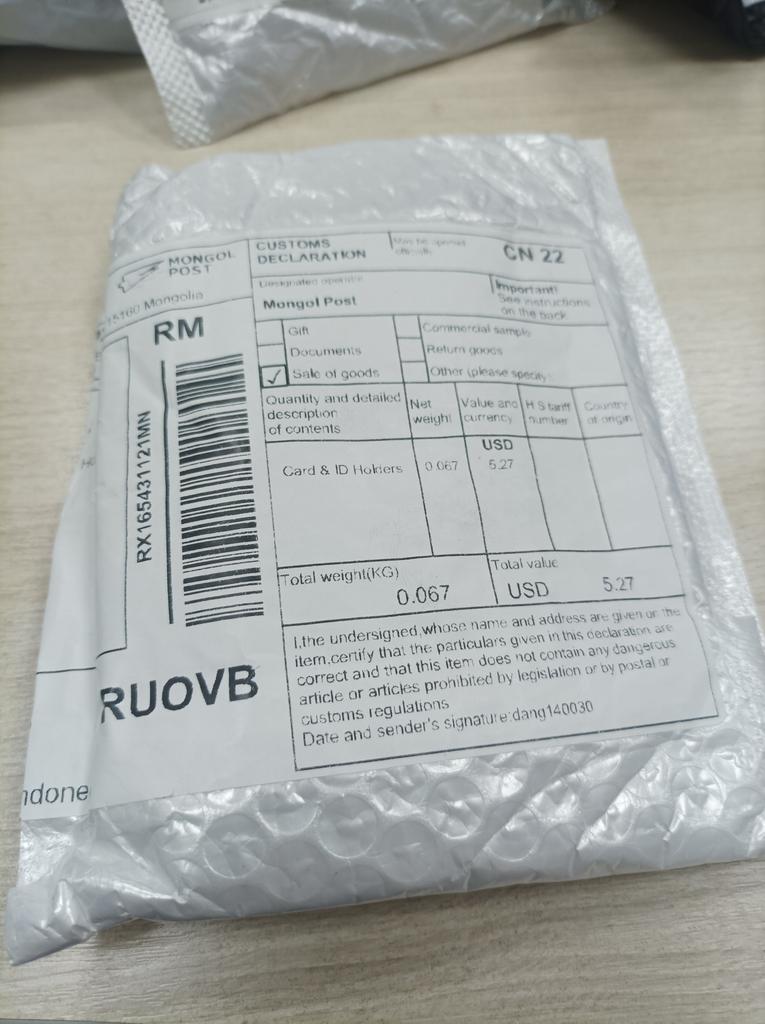 MONGOL
POST
15160 Mongolia
RM
RX165431121MN
RUOVB
ndone
CUSTOMS
DECLARATION
May be opened
officially
CN 22
Designated operator
Mongol Post
Important!
See instructions
on the back
Gift
Commercial sample
Documents
Return goods
✓ Sale of goods
Other (please specify
Quantity and detailed
description
of contents
Net
weight
Value and
currency
H S tariff
number
Country
of origin
USD
Card & ID Holders 0.067 5.27
Total weight(KG)
0.067
Total value
USD 5.27
I,the undersigned,whose name and address are given on the
item,certify that the particulars given in this declaration are
correct and that this item does not contain any dangerous
article or articles prohibited by legislation or by postal or
customs regulations
Date and sender's signature:dang140030